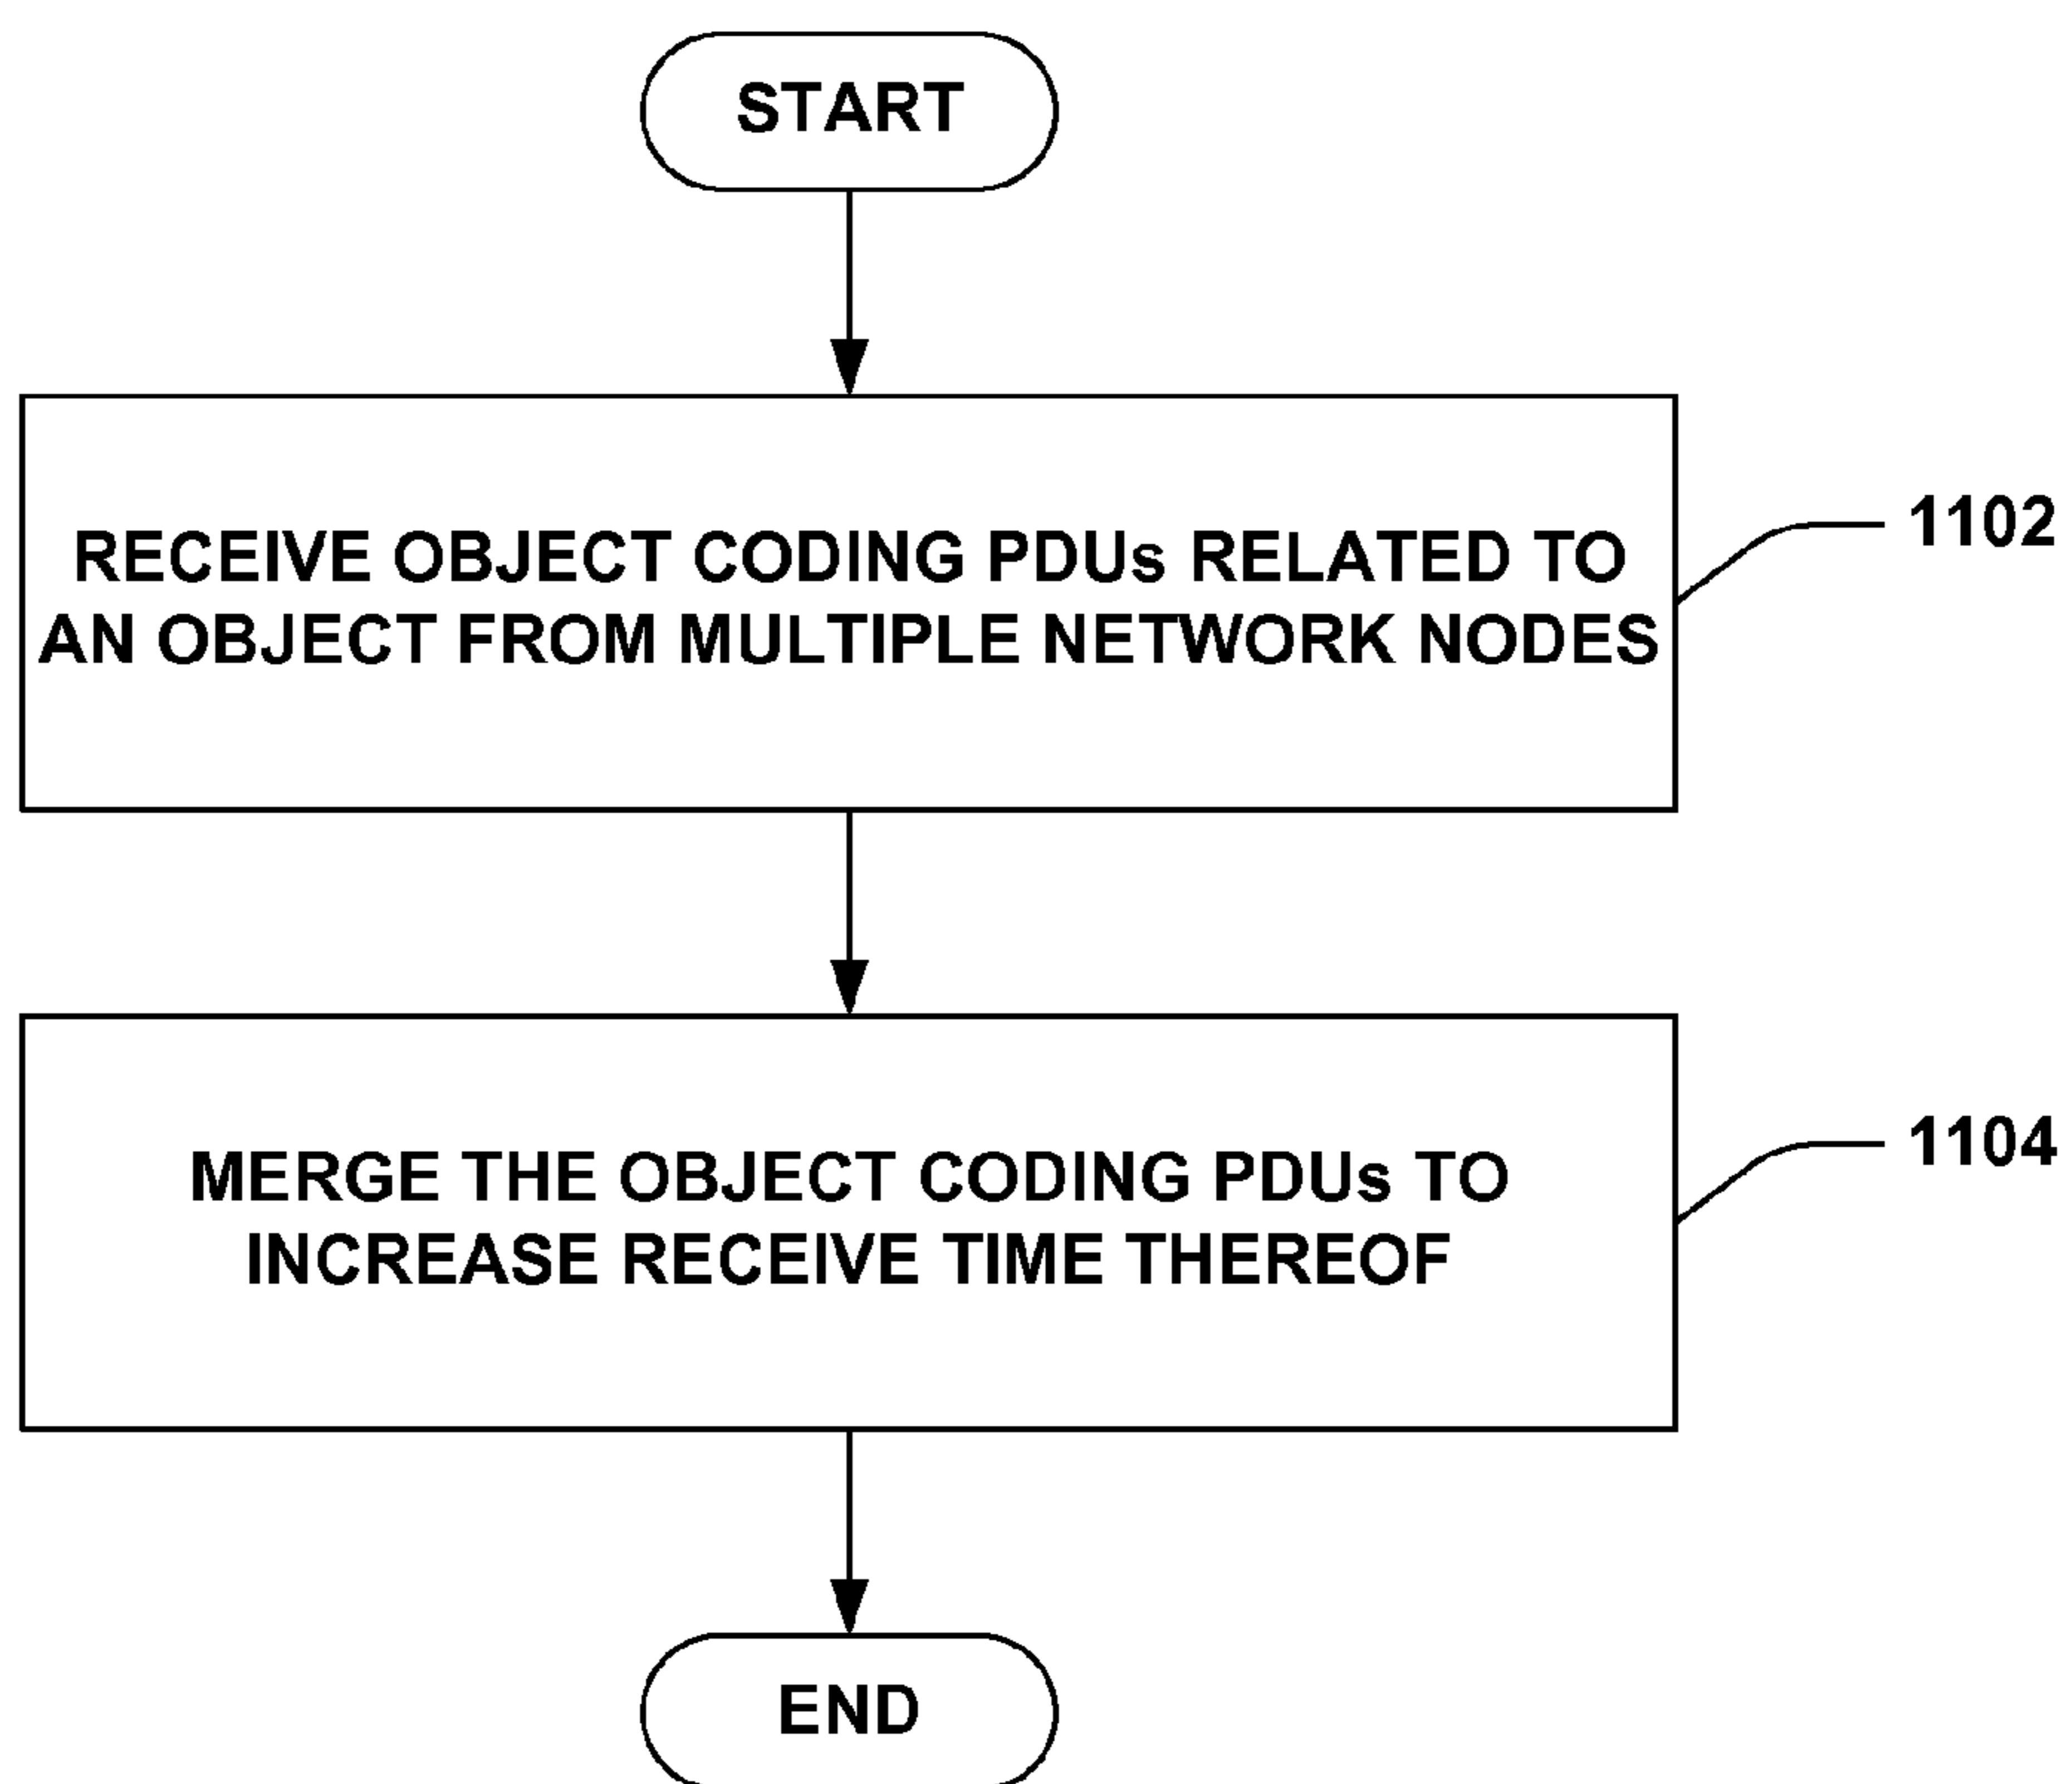 START
RECEIVE OBJECT CODING PDUs RELATED TO
AN OBJECT FROM MULTIPLE NETWORK NODES
1102
MERGE THE OBJECT CODING PDUs TO
INCREASE RECEIVE TIME THEREOF
1104
END